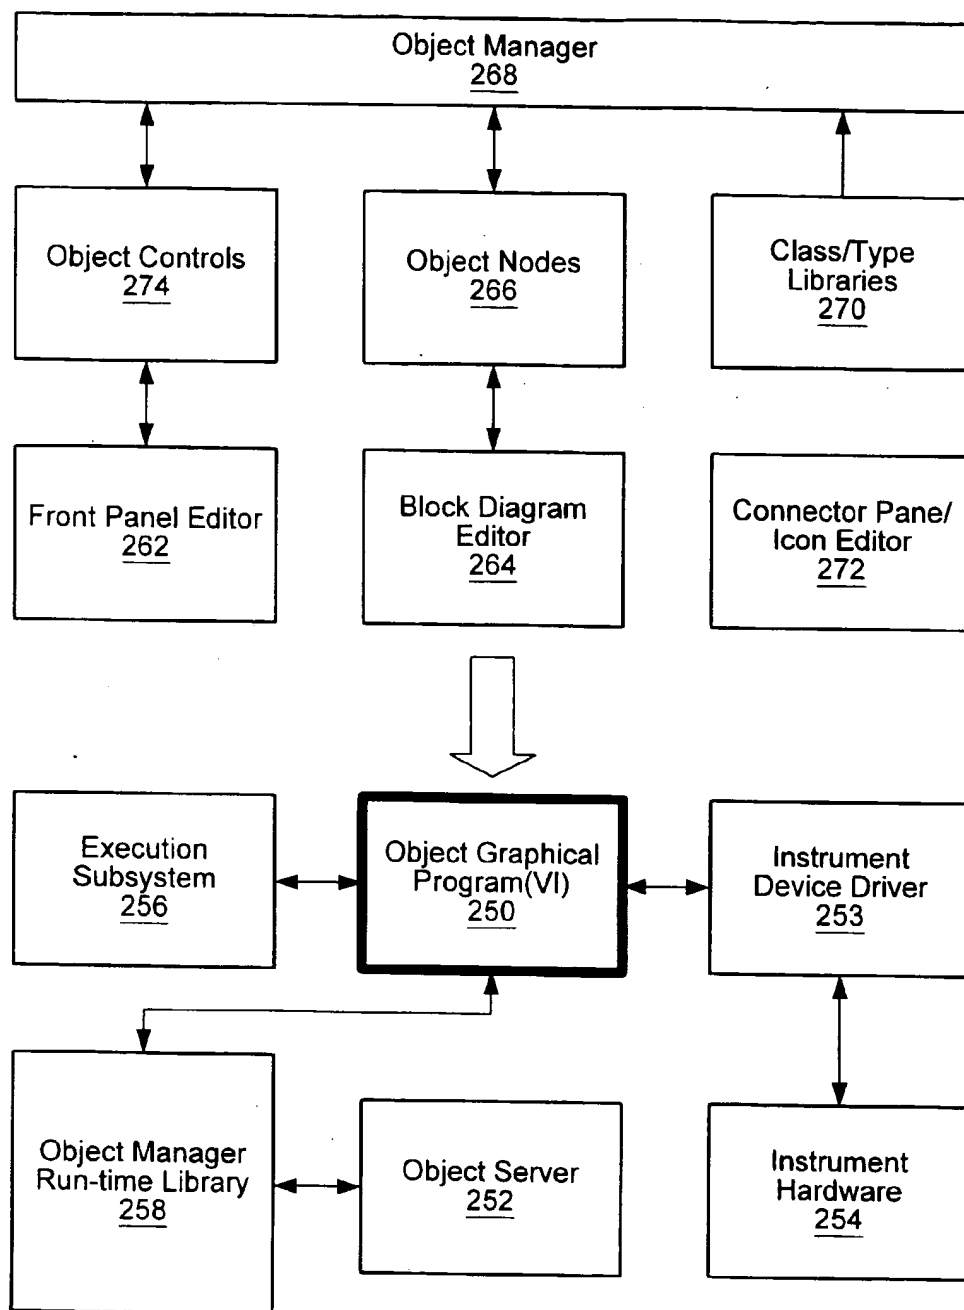 Object Manager
268
Object Controls
274
Object Nodes
266
Class/Type
Libraries
270
Front Panel Editor
262
Block Diagram
Editor
264
Connector Pane/
Icon Editor
272
Execution
Subsystem
256
Object Graphical
Program(VI)
250
Instrument
Device Driver
253
Object Manager
Run-time Library
258
Object Server
252
Instrument
Hardware
254